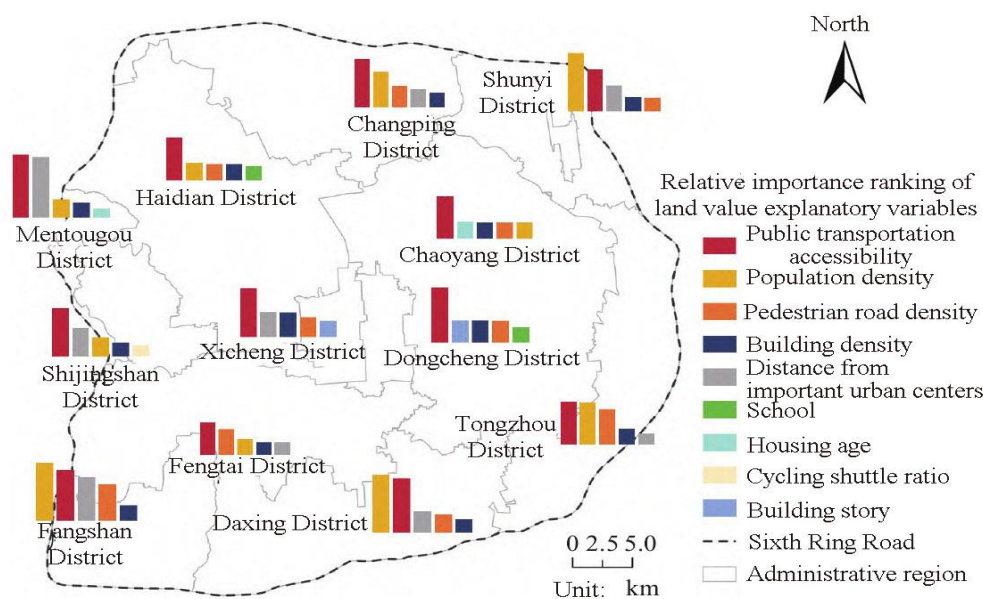 North
Shunyi
District
Changping
District
Haidian District
Mentougou
District
Chaoyang District
Xicheng District
Dongcheng District
Shijingshan
District
Tongzhou
District
Fengtai District
Fangshan
District
Daxing District
0 2.5 5.0
Unit: km
Relative importance ranking of
land value explanatory variables
Public transportation
accessibility
Population density
Pedestrian road density
Building density
Distance from
important urban centers
School
Housing age
Cycling shuttle ratio
Building story
Sixth Ring Road
Administrative region